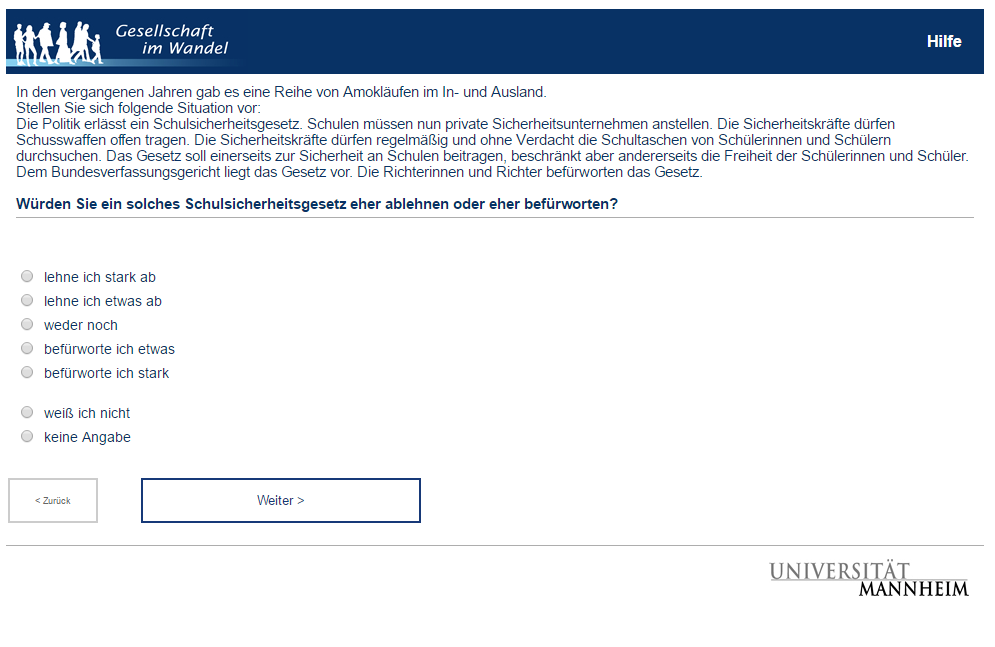 Gesellschaft
im Wandel
Hilfe
In den vergangenen Jahren gab es eine Reihe von Amokläufen im In- und Ausland.
Stellen Sie sich folgende Situation vor:
Die Politik erlässt ein Schulsicherheitsgesetz. Schulen müssen nun private Sicherheitsunternehmen anstellen. Die Sicherheitskräfte dürfen
Schusswaffen offen tragen. Die Sicherheitskräfte dürfen regelmäßig und ohne Verdacht die Schultaschen von Schülerinnen und Schülern
durchsuchen. Das Gesetz soll einerseits zur Sicherheit an Schulen beitragen, beschränkt aber andererseits die Freiheit der Schülerinnen und Schüler.
Dem Bundesverfassungsgericht liegt das Gesetz vor. Die Richterinnen und Richter befürworten das Gesetz.
Würden Sie ein solches Schulsicherheitsgesetz eher ablehnen oder eher befürworten?
lehne ich stark ab
lehne ich etwas ab
weder noch
befürworte ich etwas
befürworte ich stark
weiß ich nicht
keine Angabe
< Zurück
Weiter >
UNIVERSITÄT
MANNHEIM